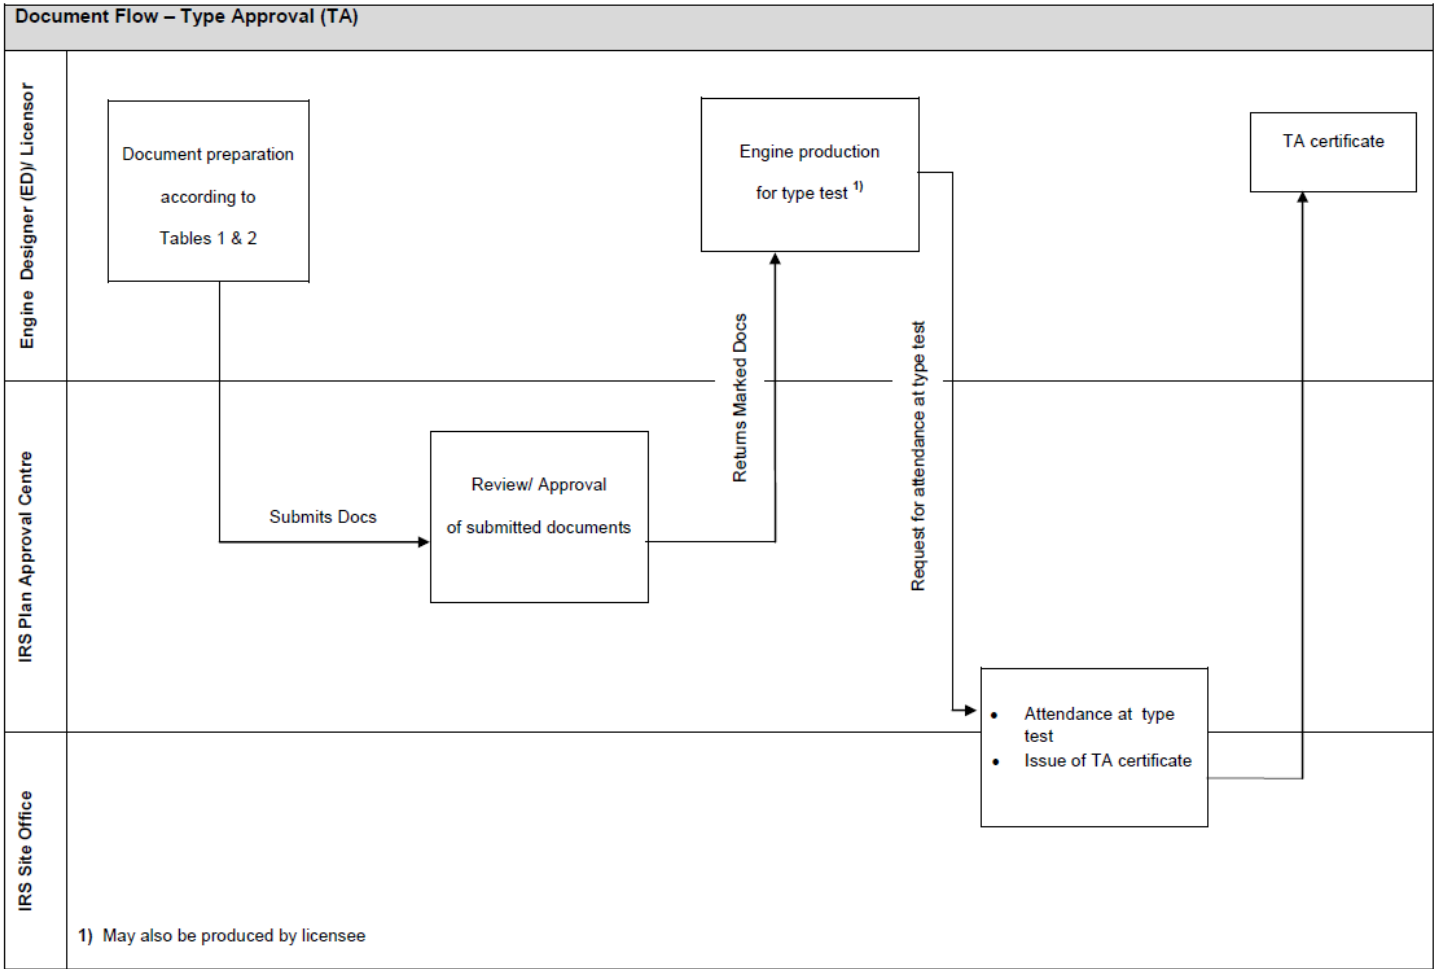 Document Flow – Type Approval (TA)
Engine Designer (ED)/ Licensor
Document preparation
according to
Tables 1 & 2
Engine production
for type test 1)
TA certificate
Returns Marked Docs
Request for attendance at type test
IRS Plan Approval Centre
Submits Docs
Review/ Approval
of submitted documents
• Attendance at type
test
• Issue of TA certificate
IRS Site Office
1) May also be produced by licensee